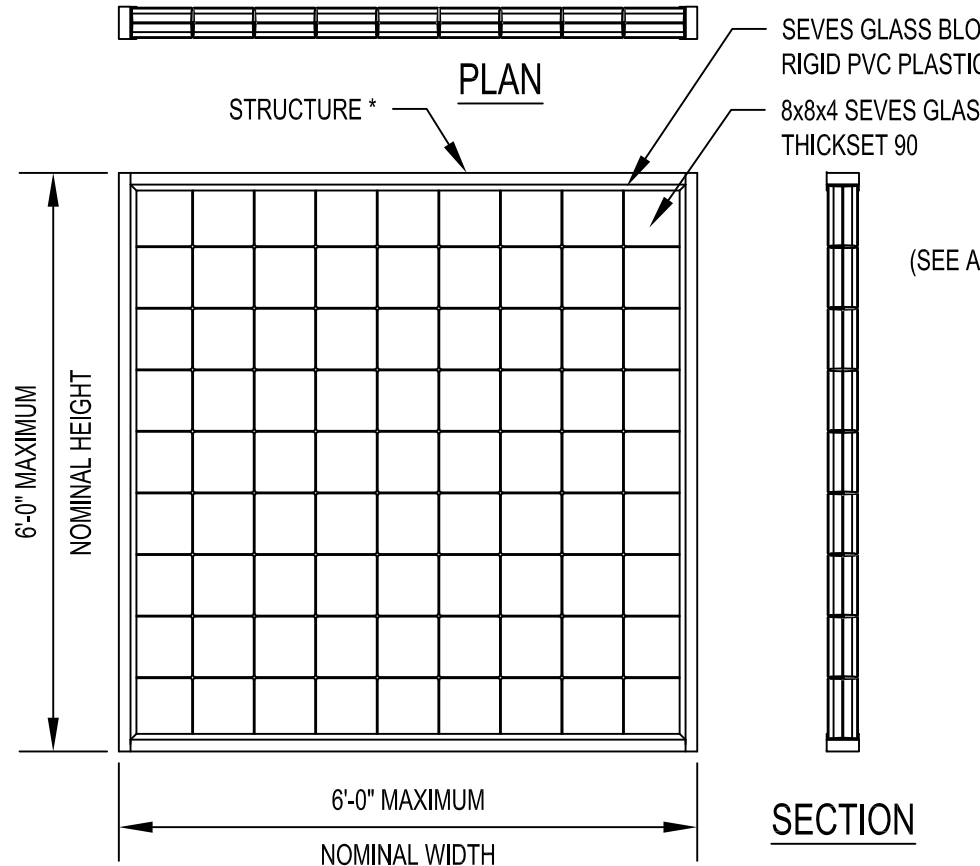 PLAN
STRUCTURE *
SEVES GLASS BLO
RIGID PVC PLASTIC
8x8x4 SEVES GLAS
THICKSET 90
(SEE A
6'-0" MAXIMUM
NOMINAL HEIGHT
6'-0" MAXIMUM
NOMINAL WIDTH
SECTION